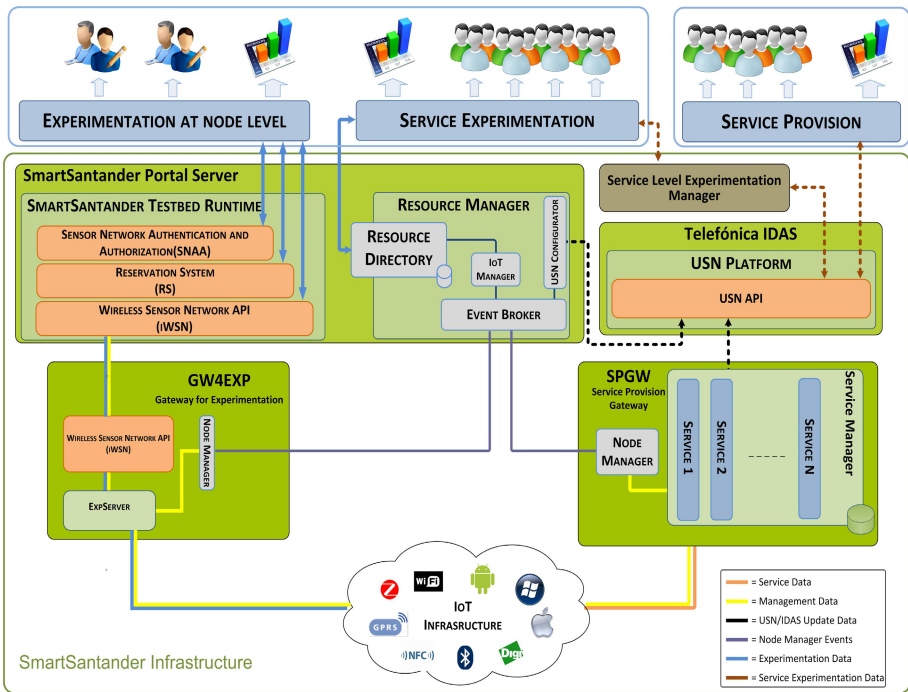 EXPERIMENTATION AT NODE LEVEL
SERVICE EXPERIMENTATION
SERVICE PROVISION
SmartSantander Portal Server
SMARTSANTANDER TESTBED RUNTIME
SENSOR NETWORK AUTHENTICATION AND
AUTHORIZATION(SNAA)
RESERVATION SYSTEM
(RS)
WIRELESS SENSOR NETWORK API
(iWSN)
RESOURCE MANAGER
RESOURCE
DIRECTORY
IOT
MANAGER
USN CONFIGURATOR
EVENT BROKER
Service Level Experimentation
Manager
Telefónica IDAS
USN PLATFORM
USN API
GW4EXP
Gateway for Experimentation
WIRELESS SENSOR NETWORK API
(iWSN)
NODE MANAGER
EXPSERVER
SPGW
Service Provision
Gateway
NODE
MANAGER
SERVICE 1
SERVICE 2
SERVICE N
Service Manager
WiFi
IOT
INFRASRUCTURE
GPRS
NFC
Digi
SmartSantander Infrastructure
= Service Data
= Management Data
= USN/IDAS Update Data
= Node Manager Events
= Experimentation Data
= Service Experimentation Data